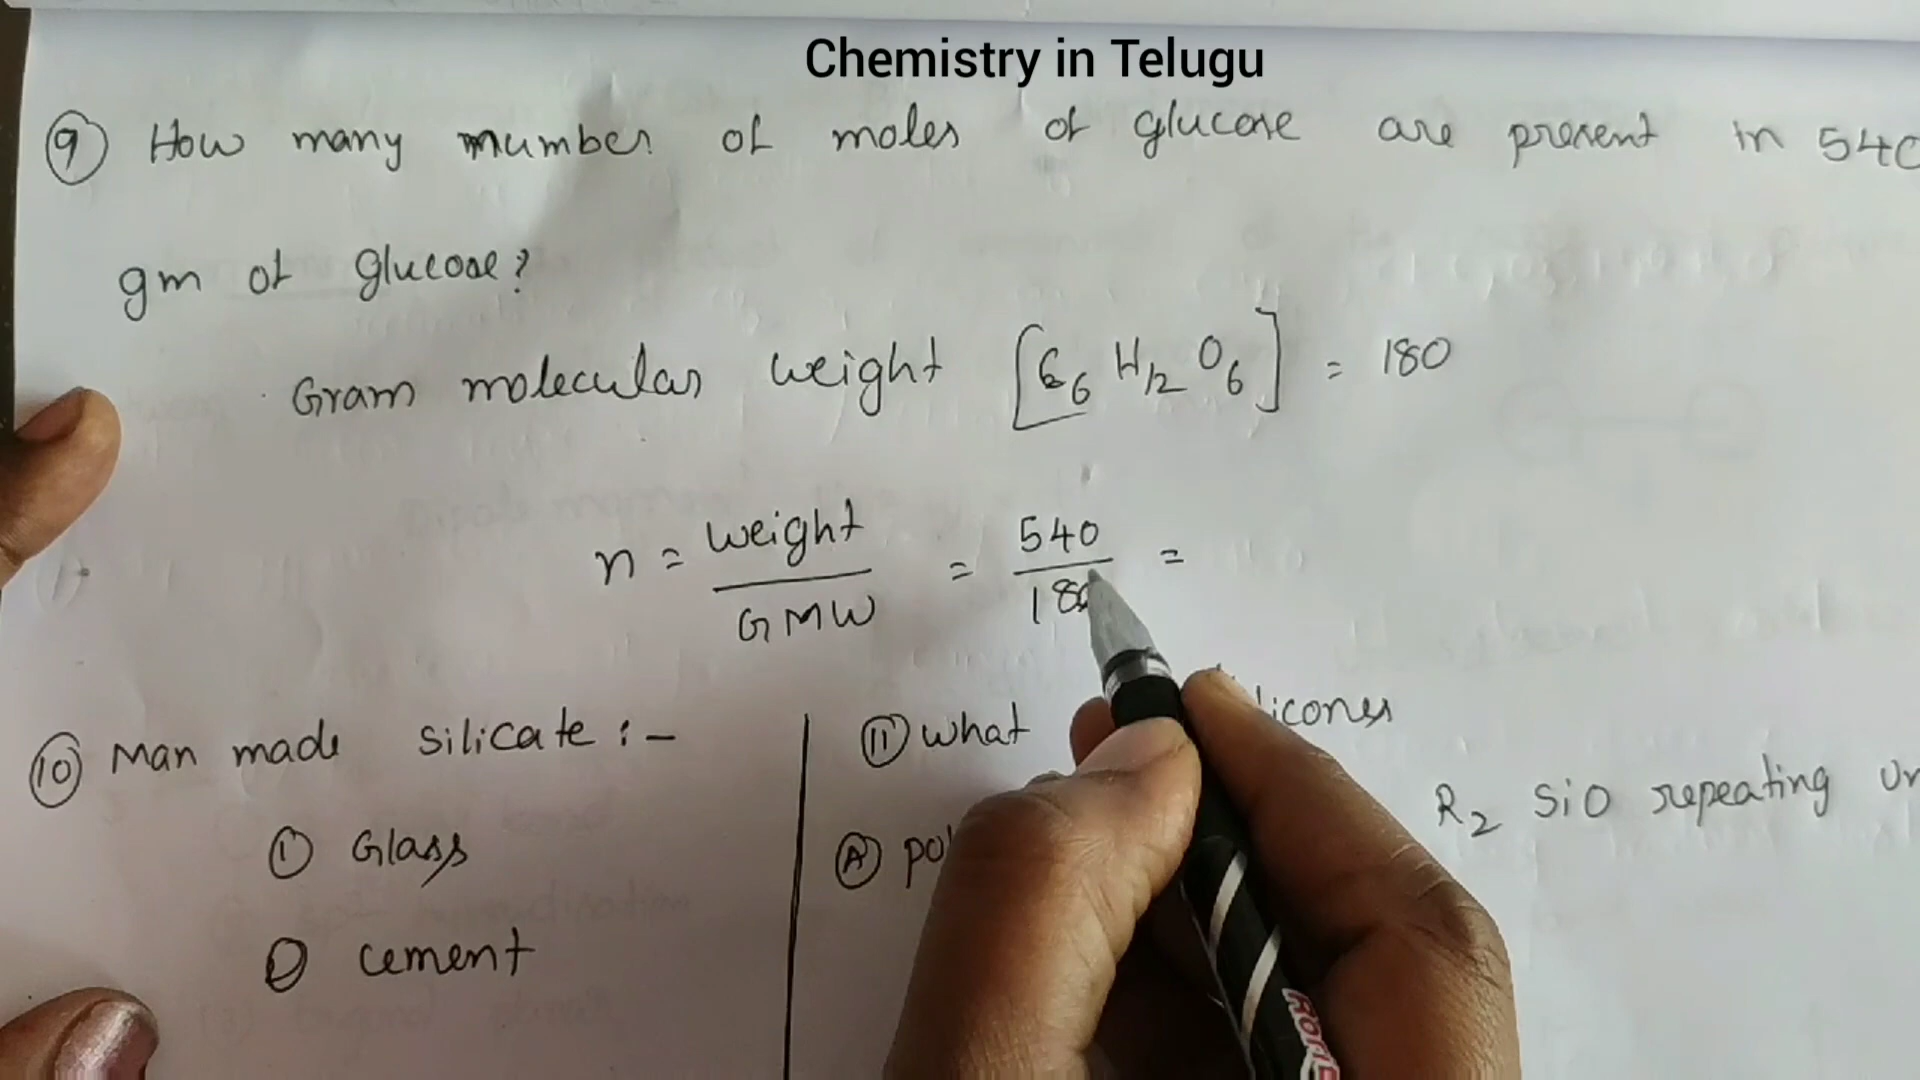 Chemistry in Telugu
⑨ How many number of moles of glucose are present in 540
gm of glucose?
Gram molecular weight [C6 H12 O6] = 180
n = weight / GMW = 540 / 180 =
⑩ Man made silicate :-
① Glass
cement
⑪ what
licones
Ⓐ
R2 SiO repeating